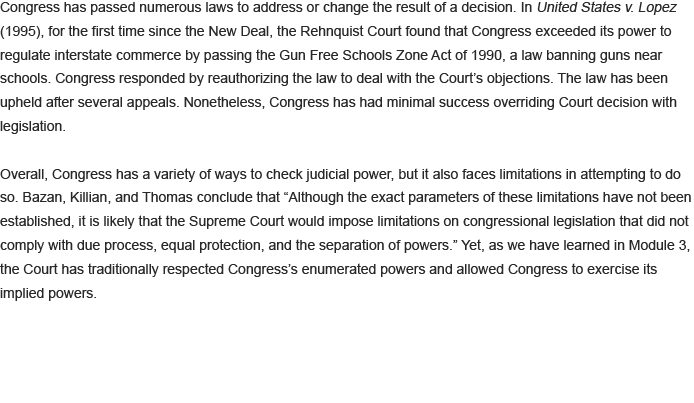 Congress has passed numerous laws to address or change the result of a decision. In United States v. Lopez
(1995), for the first time since the New Deal, the Rehnquist Court found that Congress exceeded its power to
regulate interstate commerce by passing the Gun Free Schools Zone Act of 1990, a law banning guns near
schools. Congress responded by reauthorizing the law to deal with the Court’s objections. The law has been
upheld after several appeals. Nonetheless, Congress has had minimal success overriding Court decision with
legislation.
Overall, Congress has a variety of ways to check judicial power, but it also faces limitations in attempting to do
so. Bazan, Killian, and Thomas conclude that “Although the exact parameters of these limitations have not been
established, it is likely that the Supreme Court would impose limitations on congressional legislation that did not
comply with due process, equal protection, and the separation of powers.” Yet, as we have learned in Module 3,
the Court has traditionally respected Congress’s enumerated powers and allowed Congress to exercise its
implied powers.